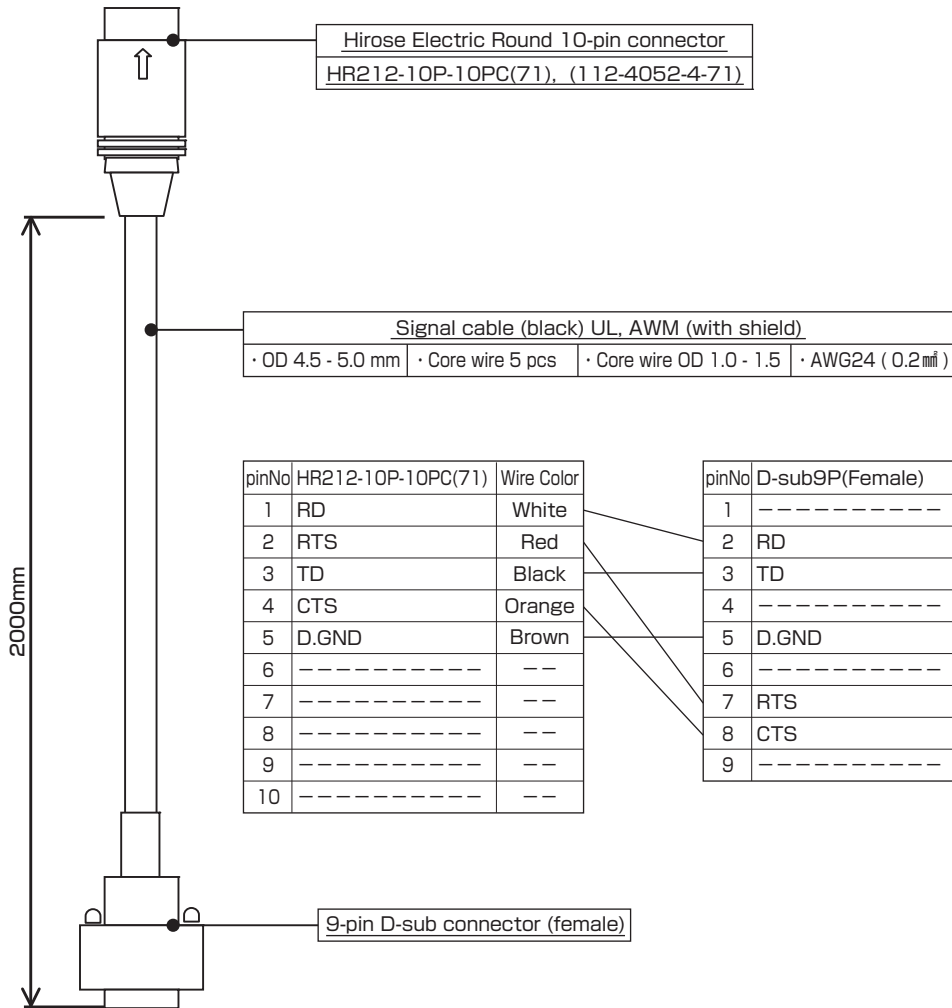 Hirose Electric Round 10-pin connector
HR212-10P-10PC(71), (112-4052-4-71)
2000mm
Signal cable (black) UL, AWM (with shield)
・OD 4.5 - 5.0 mm ・Core wire 5 pcs ・Core wire OD 1.0 - 1.5 ・AWG24 ( 0.2㎟ )
pinNo HR212-10P-10PC(71) Wire Color
1 RD White
2 RTS Red
3 TD Black
4 CTS Orange
5 D.GND Brown
6 −−−−−−−−−− −−
7 −−−−−−−−−− −−
8 −−−−−−−−−− −−
9 −−−−−−−−−− −−
10 −−−−−−−−−− −−
pinNo D-sub9P(Female)
1 −−−−−−−−−−
2 RD
3 TD
4 −−−−−−−−−−
5 D.GND
6 −−−−−−−−−−
7 RTS
8 CTS
9 −−−−−−−−−−
9-pin D-sub connector (female)